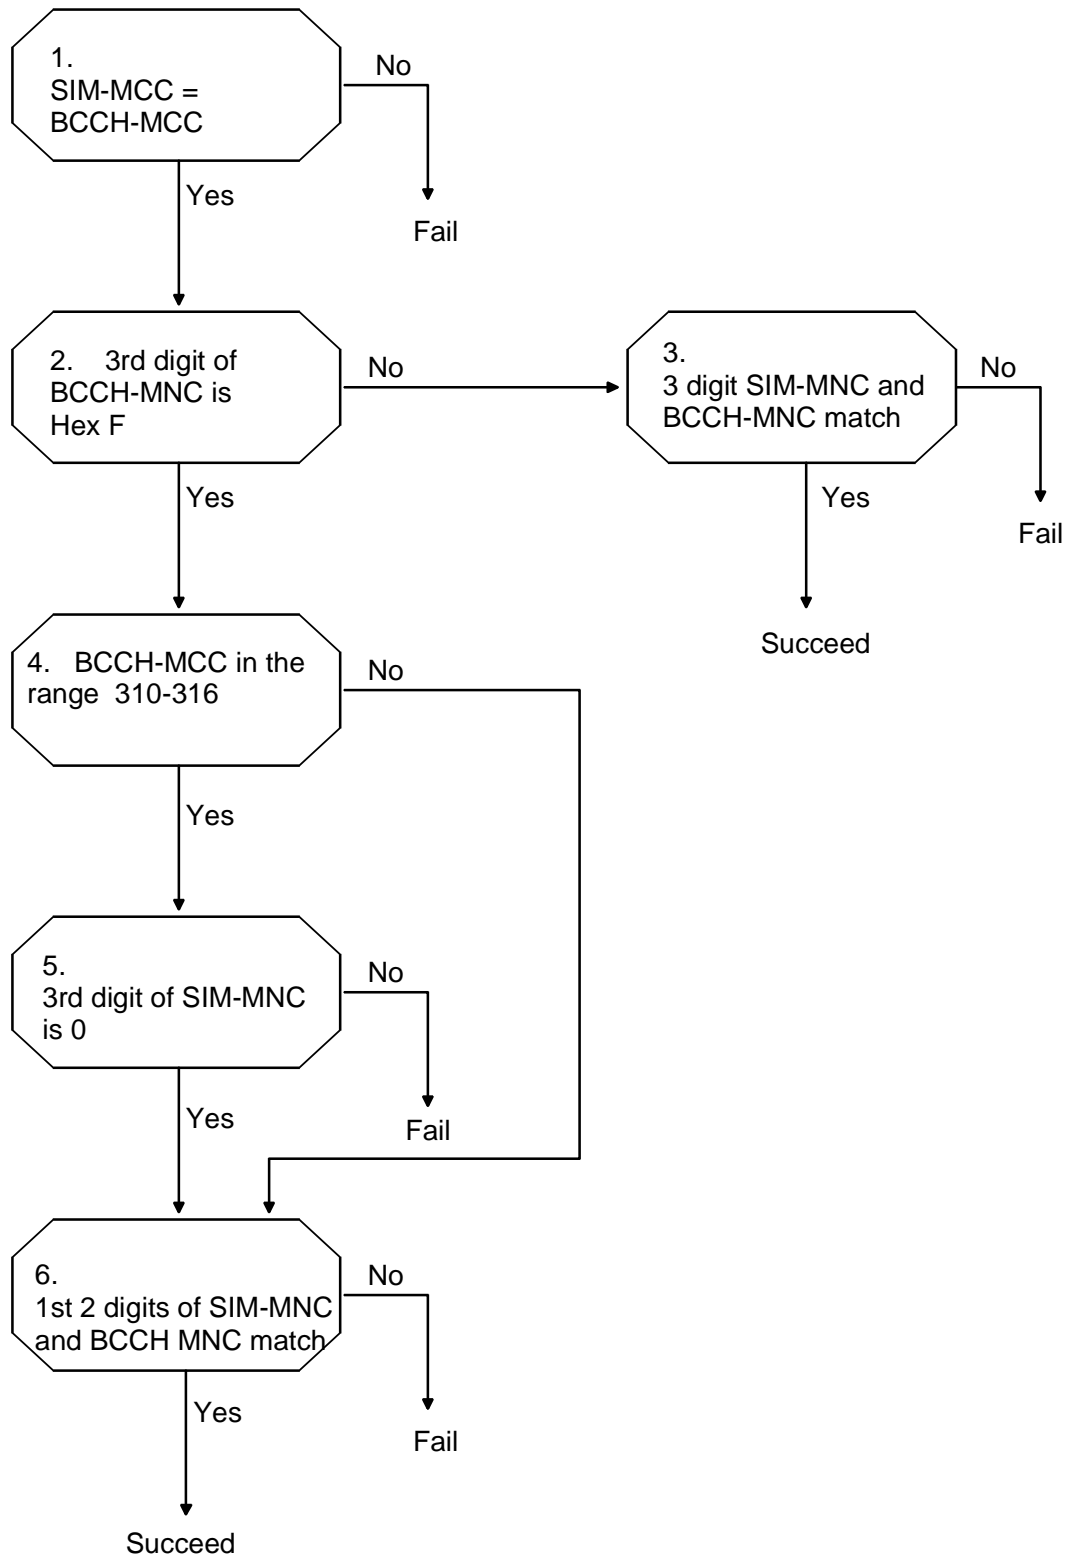 1.
SIM-MCC =
BCCH-MCC
No
Yes
Fail
2. 3rd digit of
BCCH-MNC is
Hex F
No
3.
3 digit SIM-MNC and
BCCH-MNC match
No
Yes
Yes
Fail
Succeed
4. BCCH-MCC in the
range 310-316
No
Yes
5.
3rd digit of SIM-MNC
is 0
No
Yes
Fail
6.
1st 2 digits of SIM-MNC
and BCCH MNC match
No
Yes
Fail
Succeed